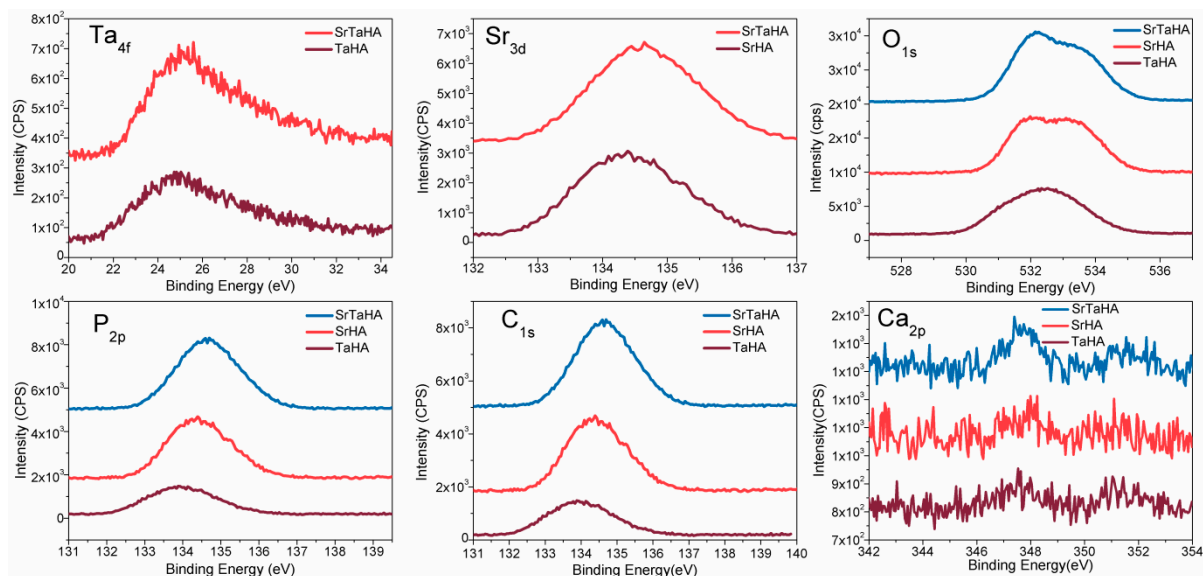 Ta4f
SrTaHA
TaHA
8x10²
7x10²
6x10²
5x10²
4x10²
3x10²
2x10²
1x10²
0
Intensity (CPS)
20 22 24 26 28 30 32 34
Binding Energy (eV)
Sr3d
SrTaHA
SrHA
8x10³
7x10³
6x10³
5x10³
4x10³
3x10³
2x10³
1x10³
0
Intensity(CPS)
132 133 134 135 136 137
Binding Energy (eV)
O1s
SrTaHA
SrHA
TaHA
3x10⁴
3x10⁴
2x10⁴
2x10⁴
1x10⁴
5x10³
0
Intensity (cps)
528 530 532 534 536
Binding Energy (eV)
P2p
SrTaHA
SrHA
TaHA
1x10⁴
8x10³
6x10³
4x10³
2x10³
0
Intensity (CPS)
131 132 133 134 135 136 137 138 139
Binding Energy (eV)
C1s
SrTaHA
SrHA
TaHA
8x10³
6x10³
4x10³
2x10³
0
Intensity(CPS)
131 132 133 134 135 136 137 138 139 140
Binding Energy (eV)
Ca2p
SrTaHA
SrHA
TaHA
2x10³
1x10³
1x10³
1x10³
1x10³
9x10²
8x10²
7x10²
Intensity(CPS)
342 344 346 348 350 352 354
Binding Energy(eV)